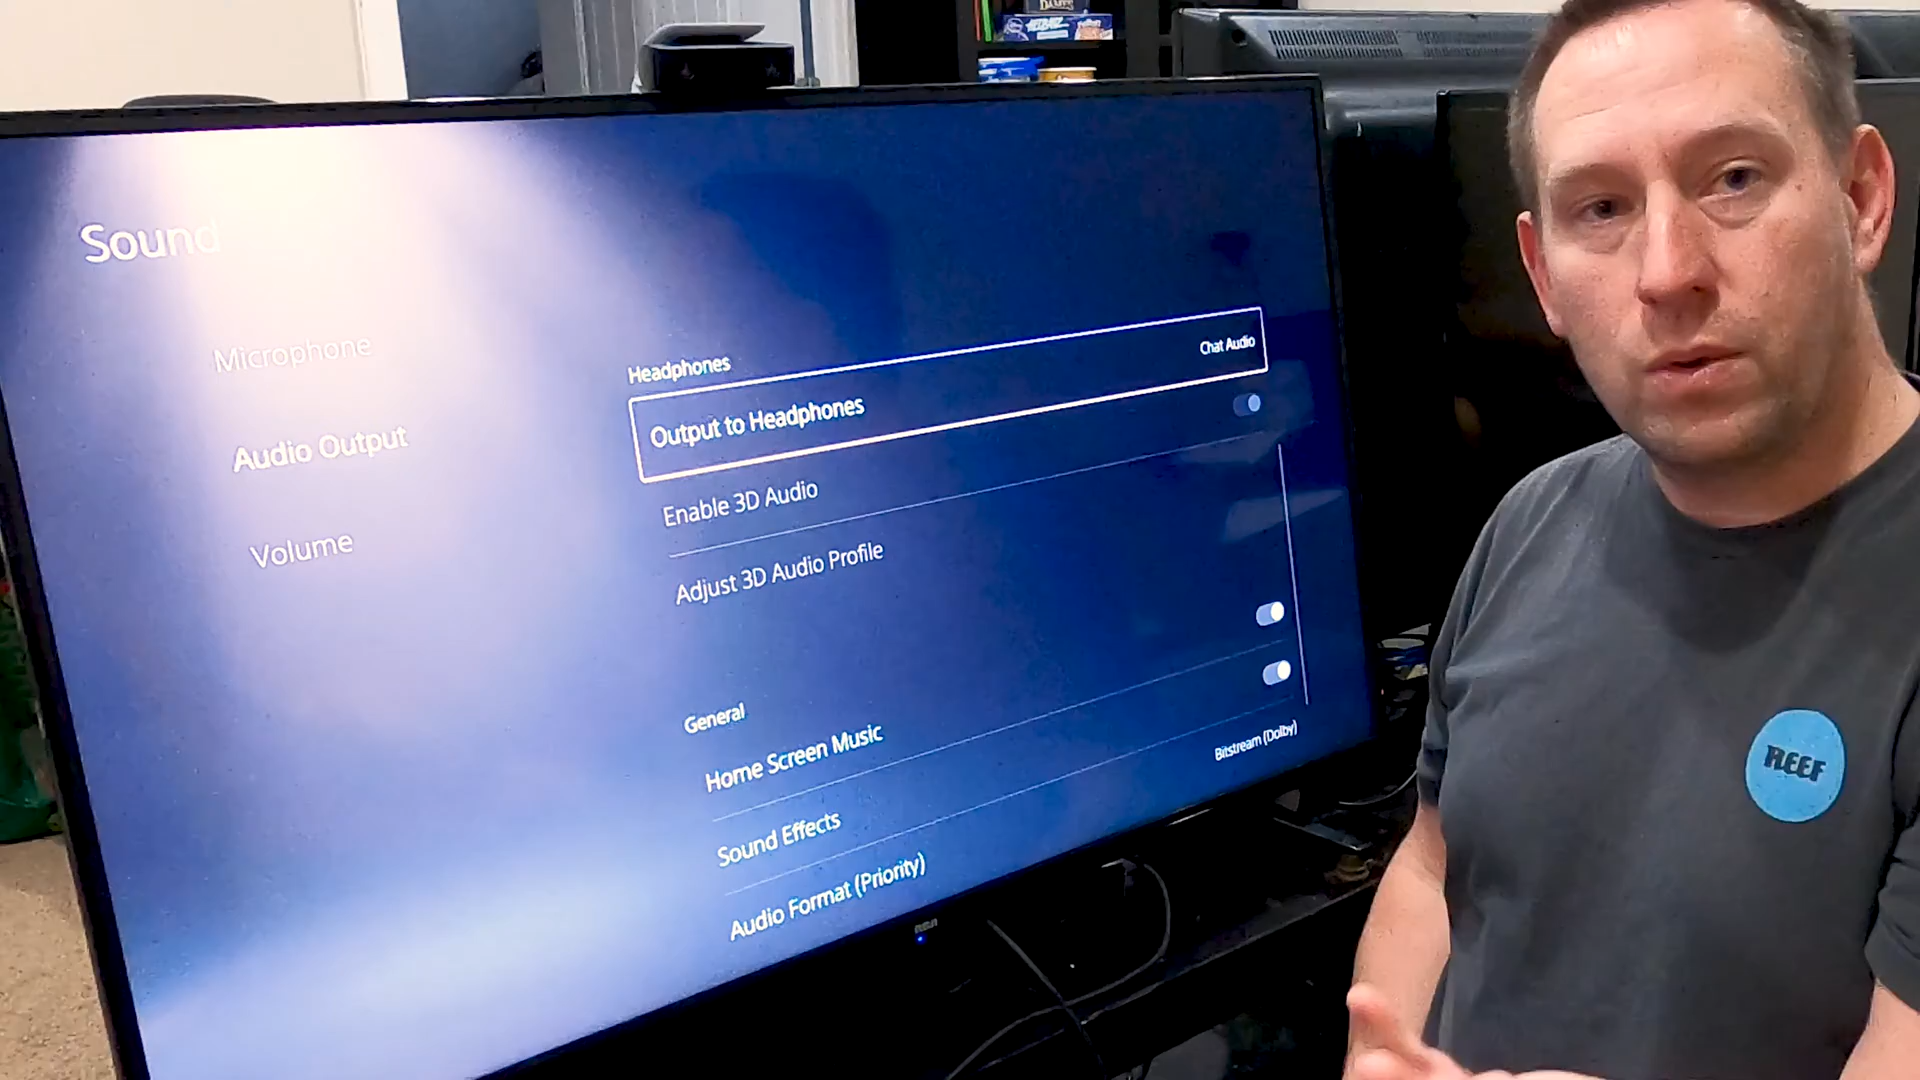 Sound
Microphone
Audio Output
Volume
Headphones
Output to Headphones
Chat Audio
Enable 3D Audio
Adjust 3D Audio Profile
General
Home Screen Music
Sound Effects
Audio Format (Priority)
Bitstream (Dolby)
RCA
REEF